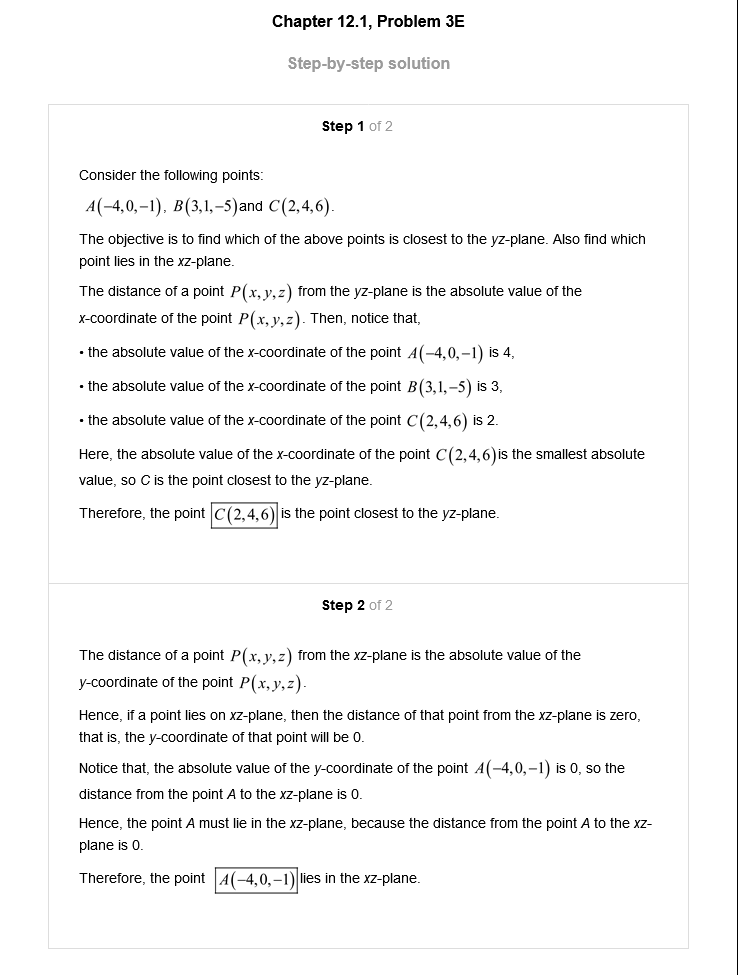 Chapter 12.1, Problem 3E
Step-by-step solution
Step 1 of 2
Consider the following points:
A(−4,0,−1), B(3,1,−5) and C(2,4,6).
The objective is to find which of the above points is closest to the yz-plane. Also find which
point lies in the xz-plane.
The distance of a point P(x,y,z) from the yz-plane is the absolute value of the
x-coordinate of the point P(x,y,z). Then, notice that,
• the absolute value of the x-coordinate of the point A(−4,0,−1) is 4,
• the absolute value of the x-coordinate of the point B(3,1,−5) is 3,
• the absolute value of the x-coordinate of the point C(2,4,6) is 2.
Here, the absolute value of the x-coordinate of the point C(2,4,6) is the smallest absolute
value, so C is the point closest to the yz-plane.
Therefore, the point C(2,4,6) is the point closest to the yz-plane.
Step 2 of 2
The distance of a point P(x,y,z) from the xz-plane is the absolute value of the
y-coordinate of the point P(x,y,z).
Hence, if a point lies on xz-plane, then the distance of that point from the xz-plane is zero,
that is, the y-coordinate of that point will be 0.
Notice that, the absolute value of the y-coordinate of the point A(−4,0,−1) is 0, so the
distance from the point A to the xz-plane is 0.
Hence, the point A must lie in the xz-plane, because the distance from the point A to the xz-
plane is 0.
Therefore, the point A(−4,0,−1) lies in the xz-plane.